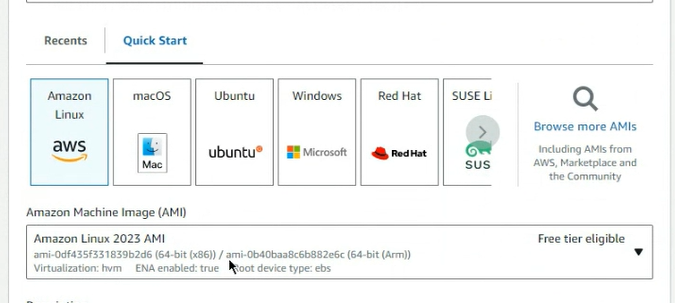 Recents
Quick Start
Amazon
Linux
aws
macOS
Mac
Ubuntu
ubuntu
Windows
Microsoft
Red Hat
Red Hat
SUSE Li
SUS
Browse more AMIs
Including AMIs from
AWS, Marketplace and
the Community
Amazon Machine Image (AMI)
Amazon Linux 2023 AMI
Free tier eligible
ami-0df435f331839b2d6 (64-bit (x86)) / ami-0b40baa8c6b882e6c (64-bit (Arm))
Virtualization: hvm ENA enabled: true Root device type: ebs